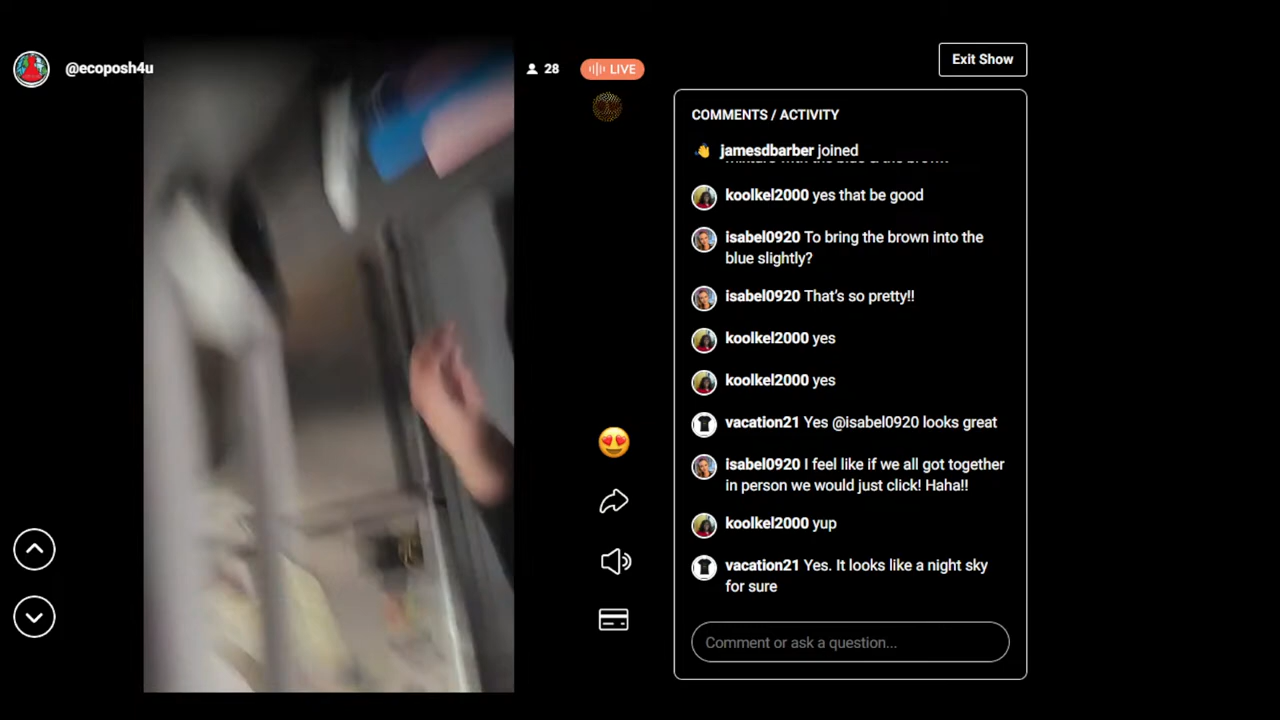 @ecoposh4u
28
LIVE
Exit Show
COMMENTS / ACTIVITY
jamesdbarber joined
koolkel2000 yes that be good
isabel0920 To bring the brown into the
blue slightly?
isabel0920 That's so pretty!!
koolkel2000 yes
koolkel2000 yes
vacation21 Yes @isabel0920 looks great
isabel0920 I feel like if we all got together
in person we would just click! Haha!!
koolkel2000 yup
vacation21 Yes. It looks like a night sky
for sure
Comment or ask a question...